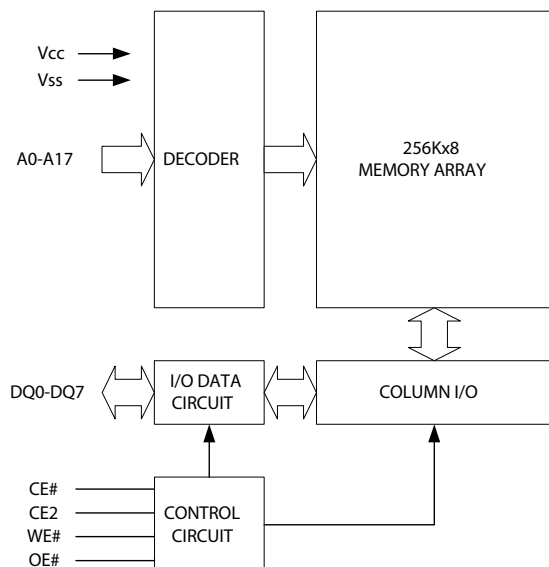 Vcc
Vss
A0-A17
DECODER
256Kx8
MEMORY ARRAY
DQ0-DQ7
I/O DATA
CIRCUIT
COLUMN I/O
CE#
CE2
WE#
OE#
CONTROL
CIRCUIT